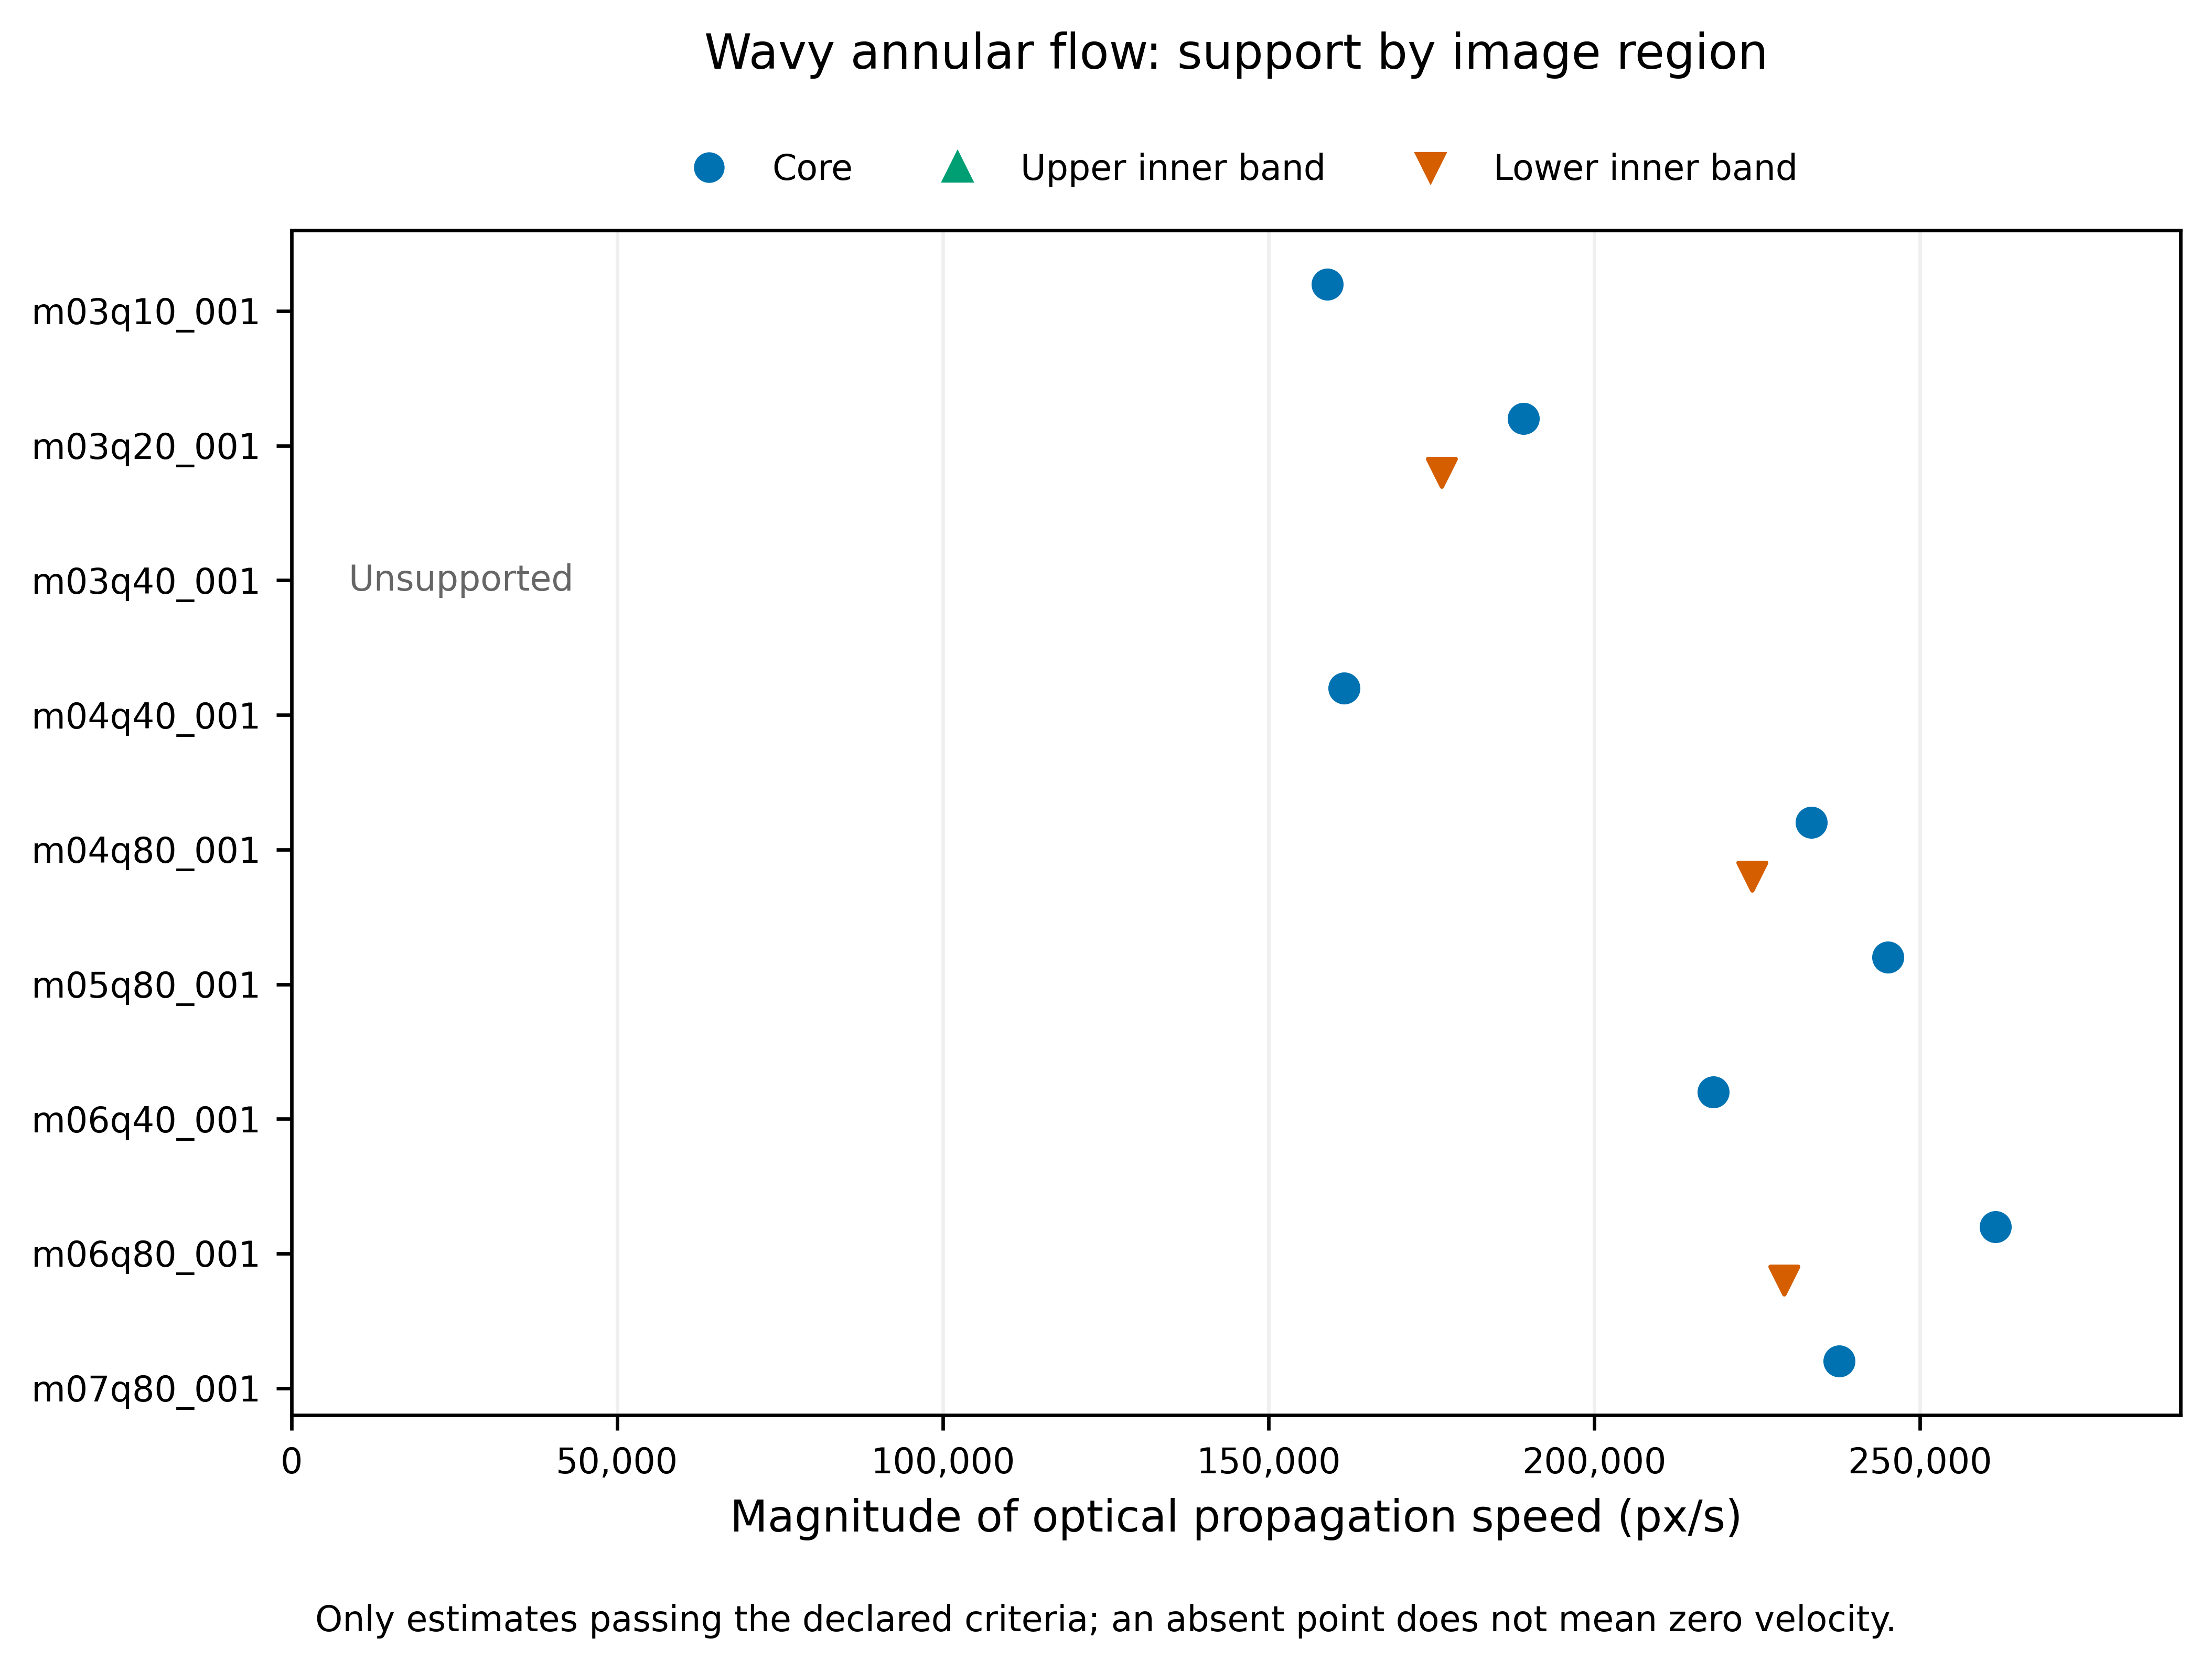 Wavy annular flow: support by image region
Core
Upper inner band
Lower inner band
m03q10_001
m03q20_001
m03q40_001
Unsupported
m04q40_001
m04q80_001
m05q80_001
m06q40_001
m06q80_001
m07q80_001
0
50,000
100,000
150,000
200,000
250,000
Magnitude of optical propagation speed (px/s)
Only estimates passing the declared criteria; an absent point does not mean zero velocity.